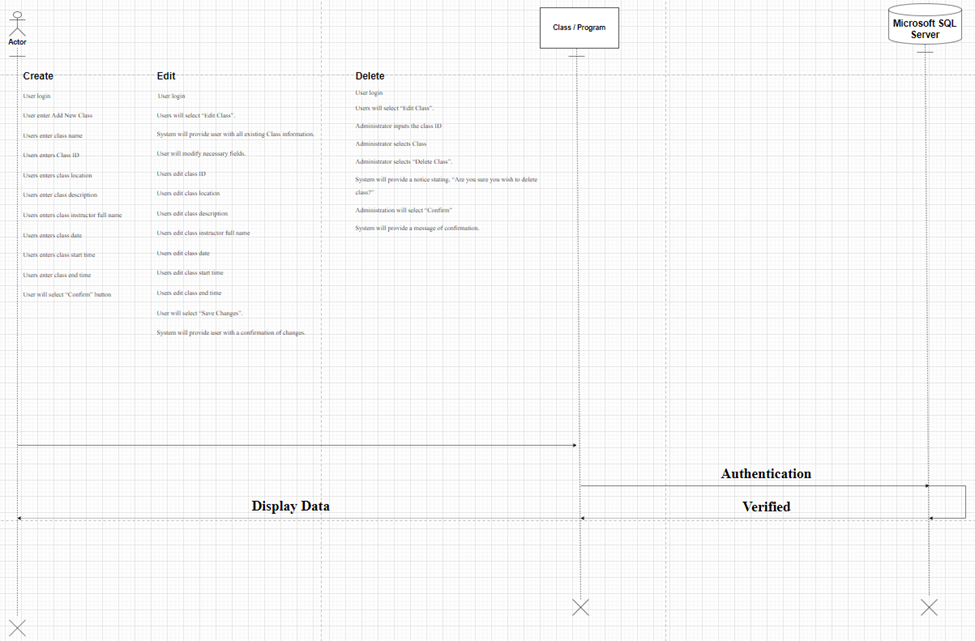 Actor
Class / Program
Microsoft SQL
Server
Create
User login
User enter Add New Class
Users enter class name
Users enters Class ID
Users enters class location
Users enter class description
Users enters class instructor full name
Users enters class date
Users enters class start time
Users enter class end time
User will select “Confirm” button
Edit
User login
Users will select “Edit Class”.
System will provide user with all existing Class information.
User will modify necessary fields.
Users edit class ID
Users edit class location
Users edit class description
Users edit class instructor full name
Users edit class date
Users edit class start time
Users edit class end time
User will select “Save Changes”.
System will provide user with a confirmation of changes.
Delete
User login
Users will select “Edit Class”.
Administrator inputs the class ID
Administrator selects Class
Administrator selects “Delete Class”.
System will provide a notice stating, “Are you sure you wish to delete
class?”
Administration will select “Confirm”
System will provide a message of confirmation.
Authentication
Display Data
Verified